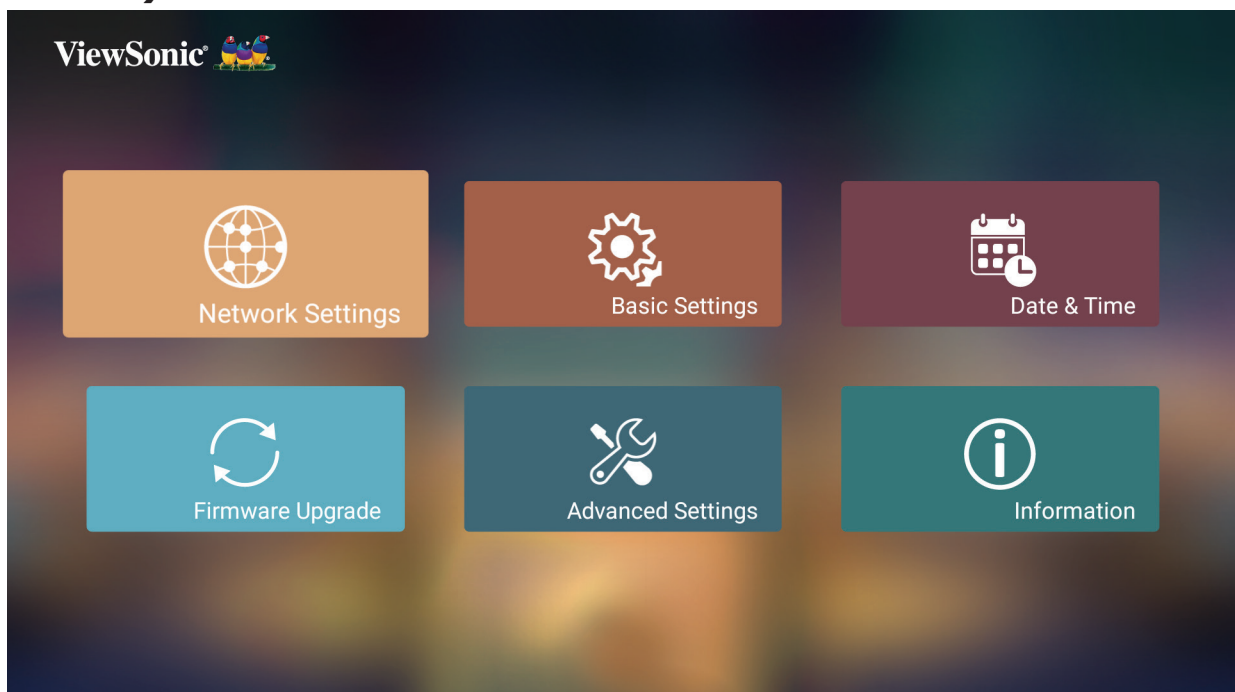 ViewSonic®
Network Settings
Basic Settings
Date & Time
Firmware Upgrade
Advanced Settings
Information